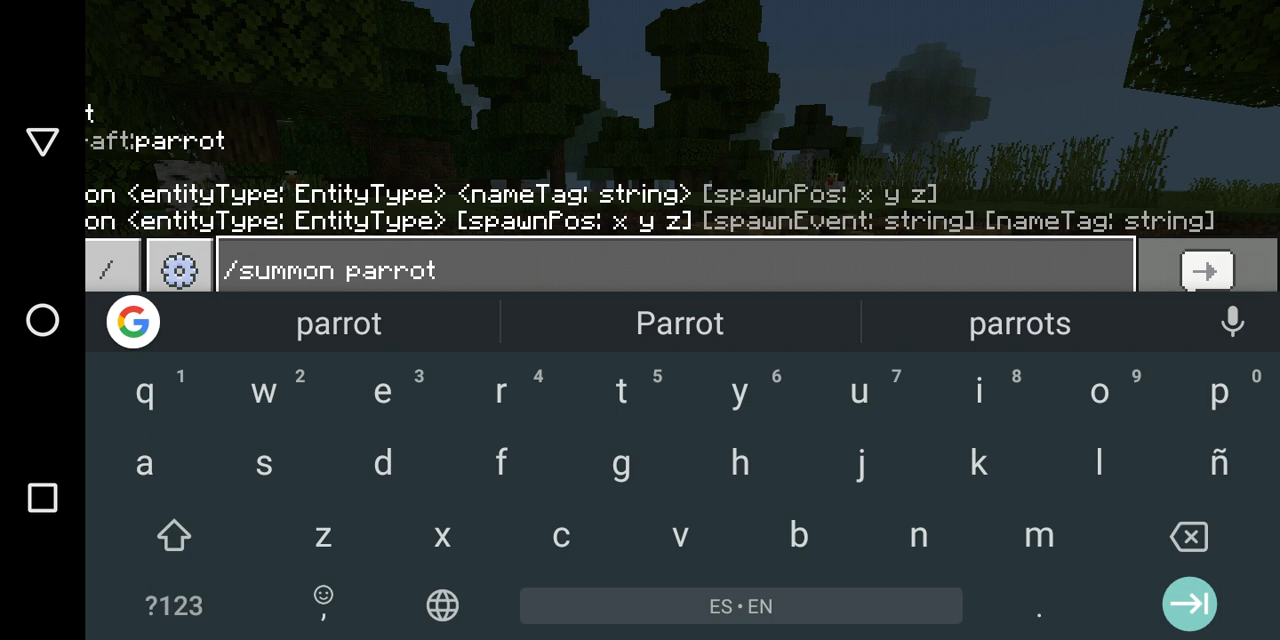 t
raft:parrot
on <entityType: EntityType> <nameTag: string> [spawnPos: x y z]
on <entityType: EntityType> [spawnPos: x y z] [spawnEvent: string] [nameTag: string]
/ /summon parrot
G parrot Parrot parrots
q 1 w 2 e 3 r 4 t 5 y 6 u 7 i 8 o 9 p 0
a s d f g h j k l ñ
z x c v b n m
?123 , ES • EN .